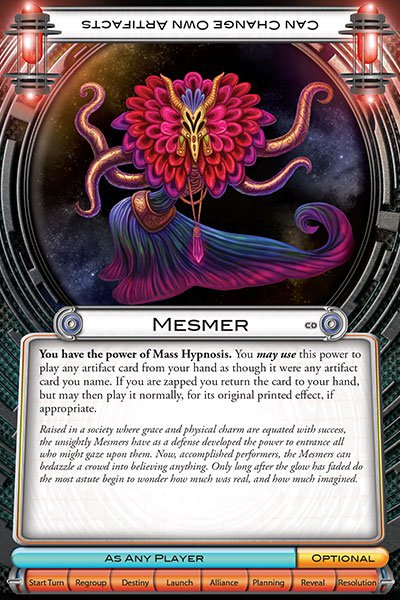 Can Change Own Artifacts
Mesmer
CD
You have the power of Mass Hypnosis. You may use this power to
play any artifact card from your hand as though it were any artifact
card you name. If you are zapped you return the card to your hand,
but may then play it normally, for its original printed effect, if
appropriate.
Raised in a society where grace and physical charm are equated with success,
the unsightly Mesmers have as a defense developed the power to entrance all
who might gaze upon them. Now, accomplished performers, the Mesmers can
bedazzle a crowd into believing anything. Only long after the glow has faded do
the most astute begin to wonder how much was real, and how much imagined.
As Any Player Optional
Start Turn Regroup Destiny Launch Alliance Planning Reveal Resolution